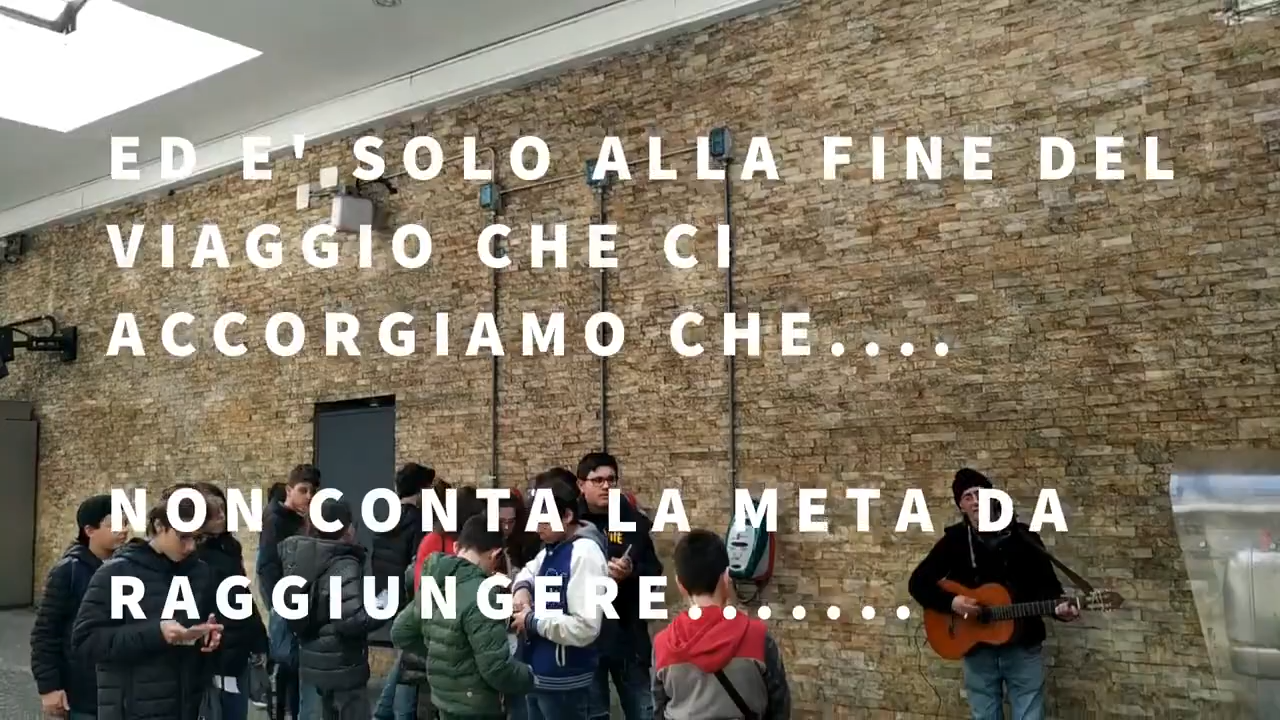 ED E' SOLO ALLA FINE DEL
VIAGGIO CHE CI
ACCORGIAMO CHE....
NON CONTA LA META DA
RAGGIUNGERE.......